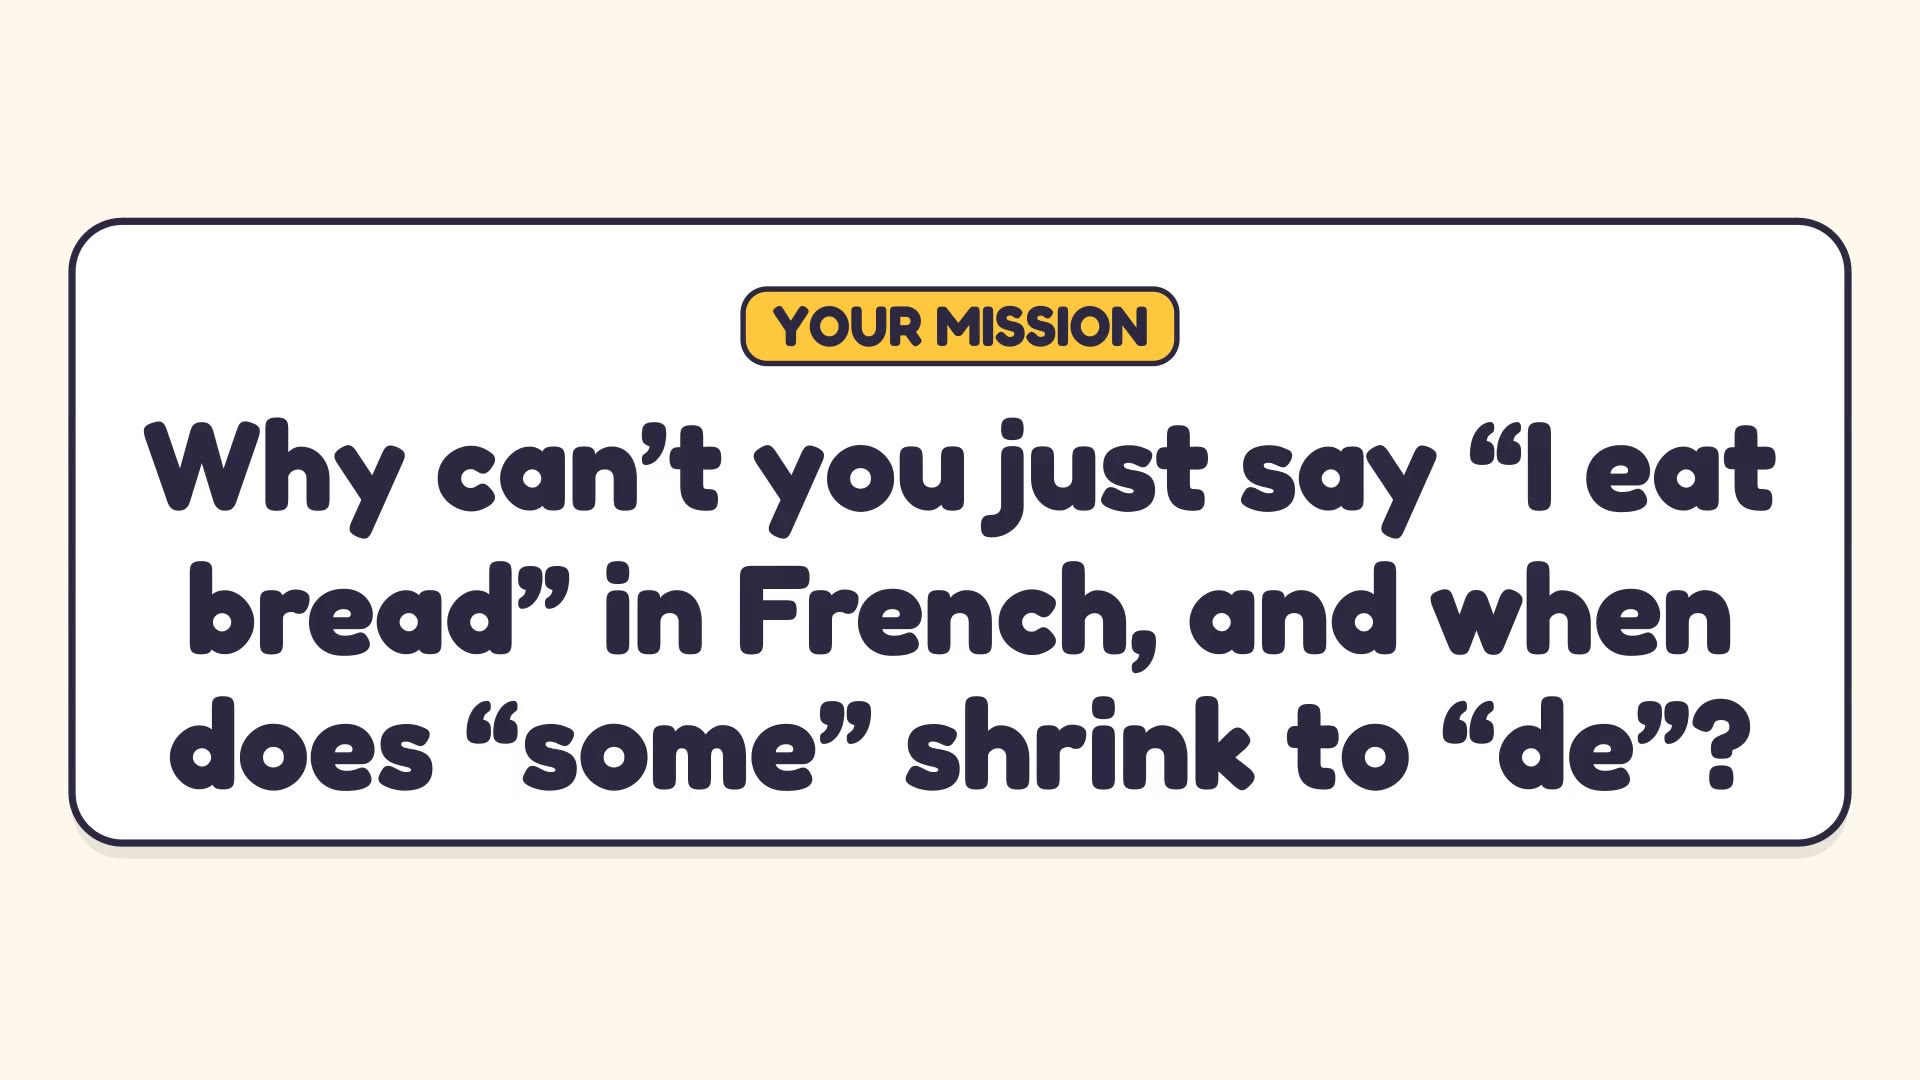 YOUR MISSION
Why can’t you just say “I eat
bread” in French, and when
does “some” shrink to “de”?